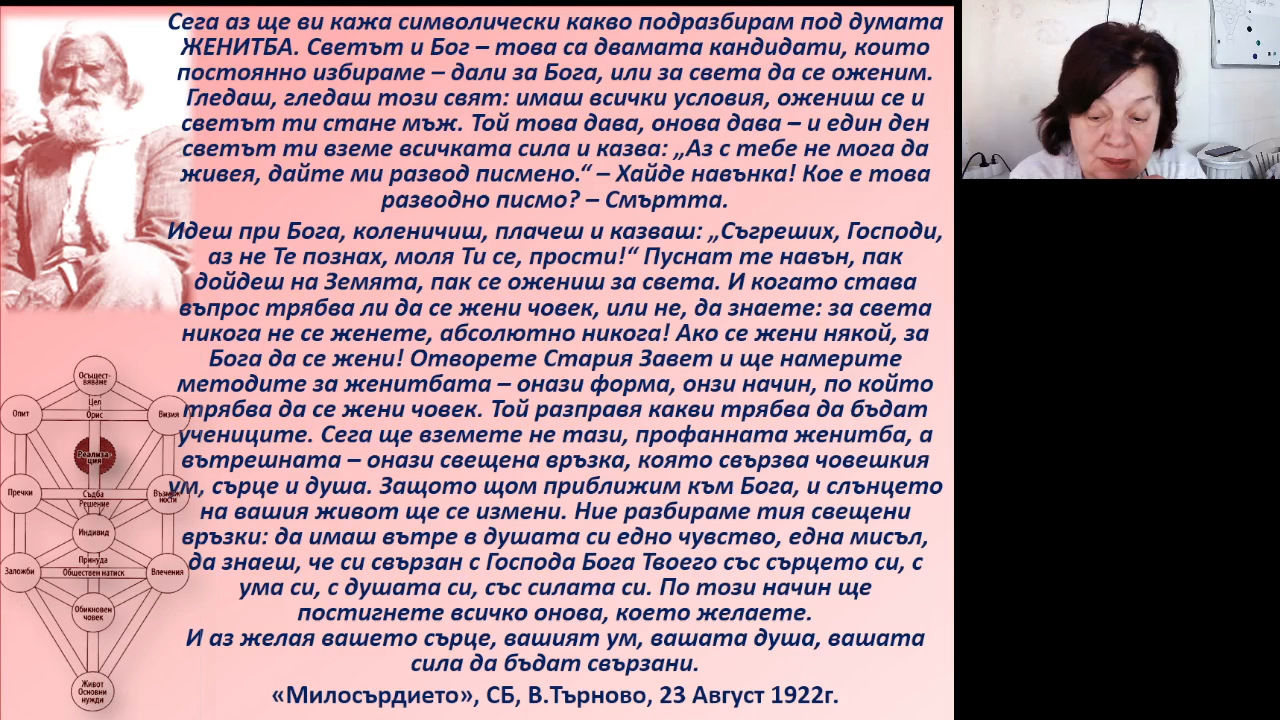 Сега аз ще ви кажа символически какво подразбирам под думата
ЖЕНИТБА. Светът и Бог – това са двамата кандидати, които
постоянно избираме – дали за Бога, или за света да се оженим.
Гледаш, гледаш този свят: имаш всички условия, ожениш се и
светът ти стане мъж. Той това дава, онова дава – и един ден
светът ти вземе всичката сила и казва: „Аз с тебе не мога да
живея, дайте ми развод писмено.“ – Хайде навънка! Кое е това
разводно писмо? – Смъртта.
Идеш при Бога, коленичиш, плачеш и казваш: „Съгреших, Господи,
аз не Те познах, моля Ти се, прости!“ Пуснат те навън, пак
дойдеш на Земята, пак се ожениш за света. И когато става
въпрос трябва ли да се жени човек, или не, да знаете: за света
никога не се женете, абсолютно никога! Ако се жени някой, за
Бога да се жени! Отворете Стария Завет и ще намерите
методите за женитбата – онази форма, онзи начин, по който
трябва да се жени човек. Той разправя какви трябва да бъдат
учениците. Сега ще вземете не тази, профанната женитба, а
вътрешната – онази свещена връзка, която свързва човешкия
ум, сърце и душа. Защото щом приближим към Бога, и слънцето
на вашия живот ще се измени. Ние разбираме тия свещени
връзки: да имаш вътре в душата си едно чувство, една мисъл,
да знаеш, че си свързан с Господа Бога Твоего със сърцето си, с
ума си, с душата си, със силата си. По този начин ще
постигнете всичко онова, което желаете.
И аз желая вашето сърце, вашият ум, вашата душа, вашата
сила да бъдат свързани.
«Милосърдието», СБ, В.Търново, 23 Август 1922г.
Осъщест-
вяване
Цел
Опит
Орис
Визия
Реализа-
ция
Пречки
Съдба
Възмож-
ности
Решение
Индивид
Принуда
Заложби
Обществен натиск
Влечения
Обикновен
човек
Живот
Основни
нужди